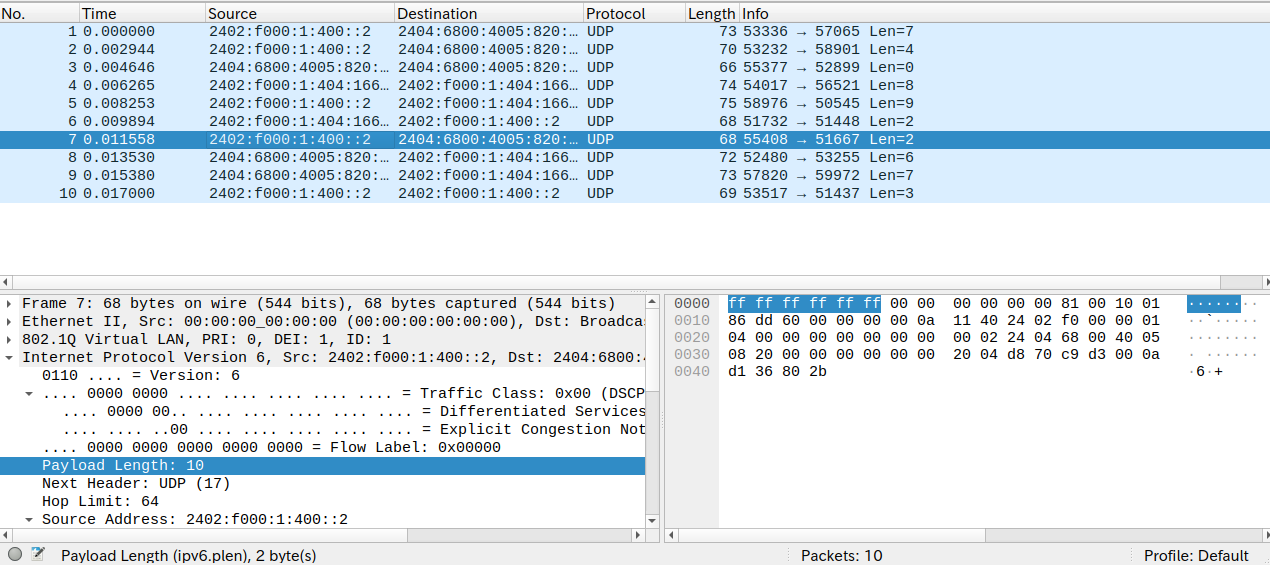 No. Time Source Destination Protocol Length Info
1 0.000000 2402:f000:1:400::2 2404:6800:4005:820:… UDP 73 53336 → 57065 Len=7
2 0.002944 2402:f000:1:400::2 2404:6800:4005:820:… UDP 70 53232 → 58901 Len=4
3 0.004646 2404:6800:4005:820:… 2404:6800:4005:820:… UDP 66 55377 → 52899 Len=0
4 0.006265 2402:f000:1:404:166… 2402:f000:1:404:166… UDP 74 54017 → 56521 Len=8
5 0.008253 2402:f000:1:400::2 2402:f000:1:404:166… UDP 75 58976 → 50545 Len=9
6 0.009894 2402:f000:1:404:166… 2402:f000:1:400::2 UDP 68 51732 → 51448 Len=2
7 0.011558 2402:f000:1:400::2 2404:6800:4005:820:… UDP 68 55408 → 51667 Len=2
8 0.013530 2404:6800:4005:820:… 2402:f000:1:404:166… UDP 72 52480 → 53255 Len=6
9 0.015380 2404:6800:4005:820:… 2402:f000:1:404:166… UDP 73 57820 → 59972 Len=7
10 0.017000 2402:f000:1:400::2 2402:f000:1:400::2 UDP 69 53517 → 51437 Len=3
Frame 7: 68 bytes on wire (544 bits), 68 bytes captured (544 bits)
Ethernet II, Src: 00:00:00_00:00:00 (00:00:00:00:00:00), Dst: Broadca
802.1Q Virtual LAN, PRI: 0, DEI: 1, ID: 1
Internet Protocol Version 6, Src: 2402:f000:1:400::2, Dst: 2404:6800:
0110 .... = Version: 6
.... 0000 0000 .... .... .... .... .... = Traffic Class: 0x00 (DSCP
.... 0000 00.. .... .... .... .... .... = Differentiated Services
.... .... ..00 .... .... .... .... .... = Explicit Congestion Not
.... 0000 0000 0000 0000 0000 = Flow Label: 0x00000
Payload Length: 10
Next Header: UDP (17)
Hop Limit: 64
Source Address: 2402:f000:1:400::2
0000 ff ff ff ff ff ff 00 00 00 00 00 00 81 00 10 01 ········
0010 86 dd 60 00 00 00 00 0a 11 40 24 02 f0 00 00 01 ··`·····
0020 04 00 00 00 00 00 00 00 00 02 24 04 68 00 40 05 ········
0030 08 20 00 00 00 00 00 00 20 04 d8 70 c9 d3 00 0a · ······
0040 d1 36 80 2b ·6·+
Payload Length (ipv6.plen), 2 byte(s)
Packets: 10
Profile: Default